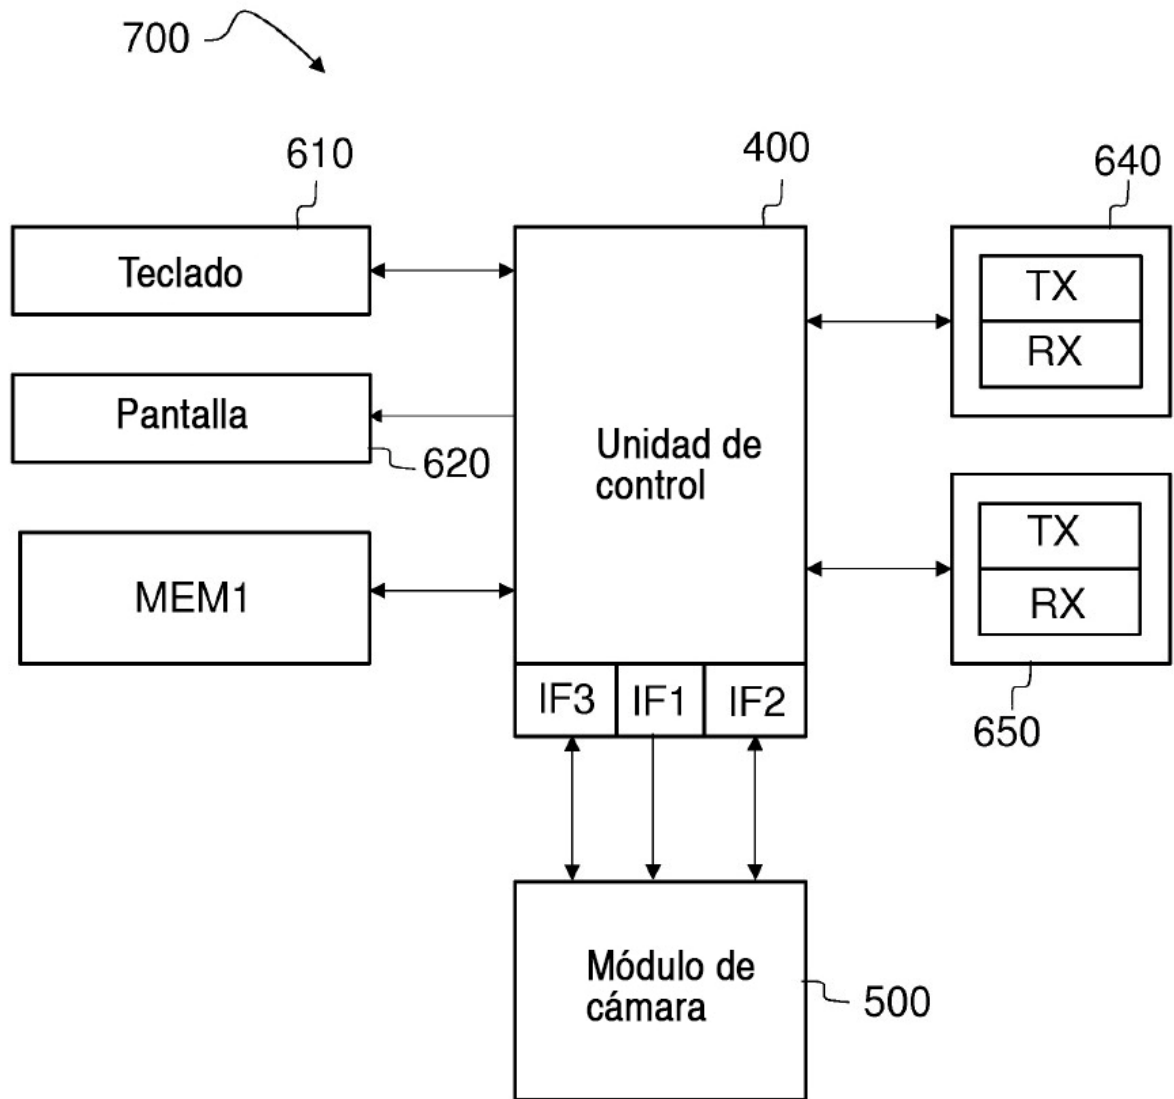 700
610
400
640
Teclado
TX
RX
Pantalla
620
Unidad de
control
TX
RX
MEM1
650
IF3
IF1
IF2
Módulo de
cámara
500